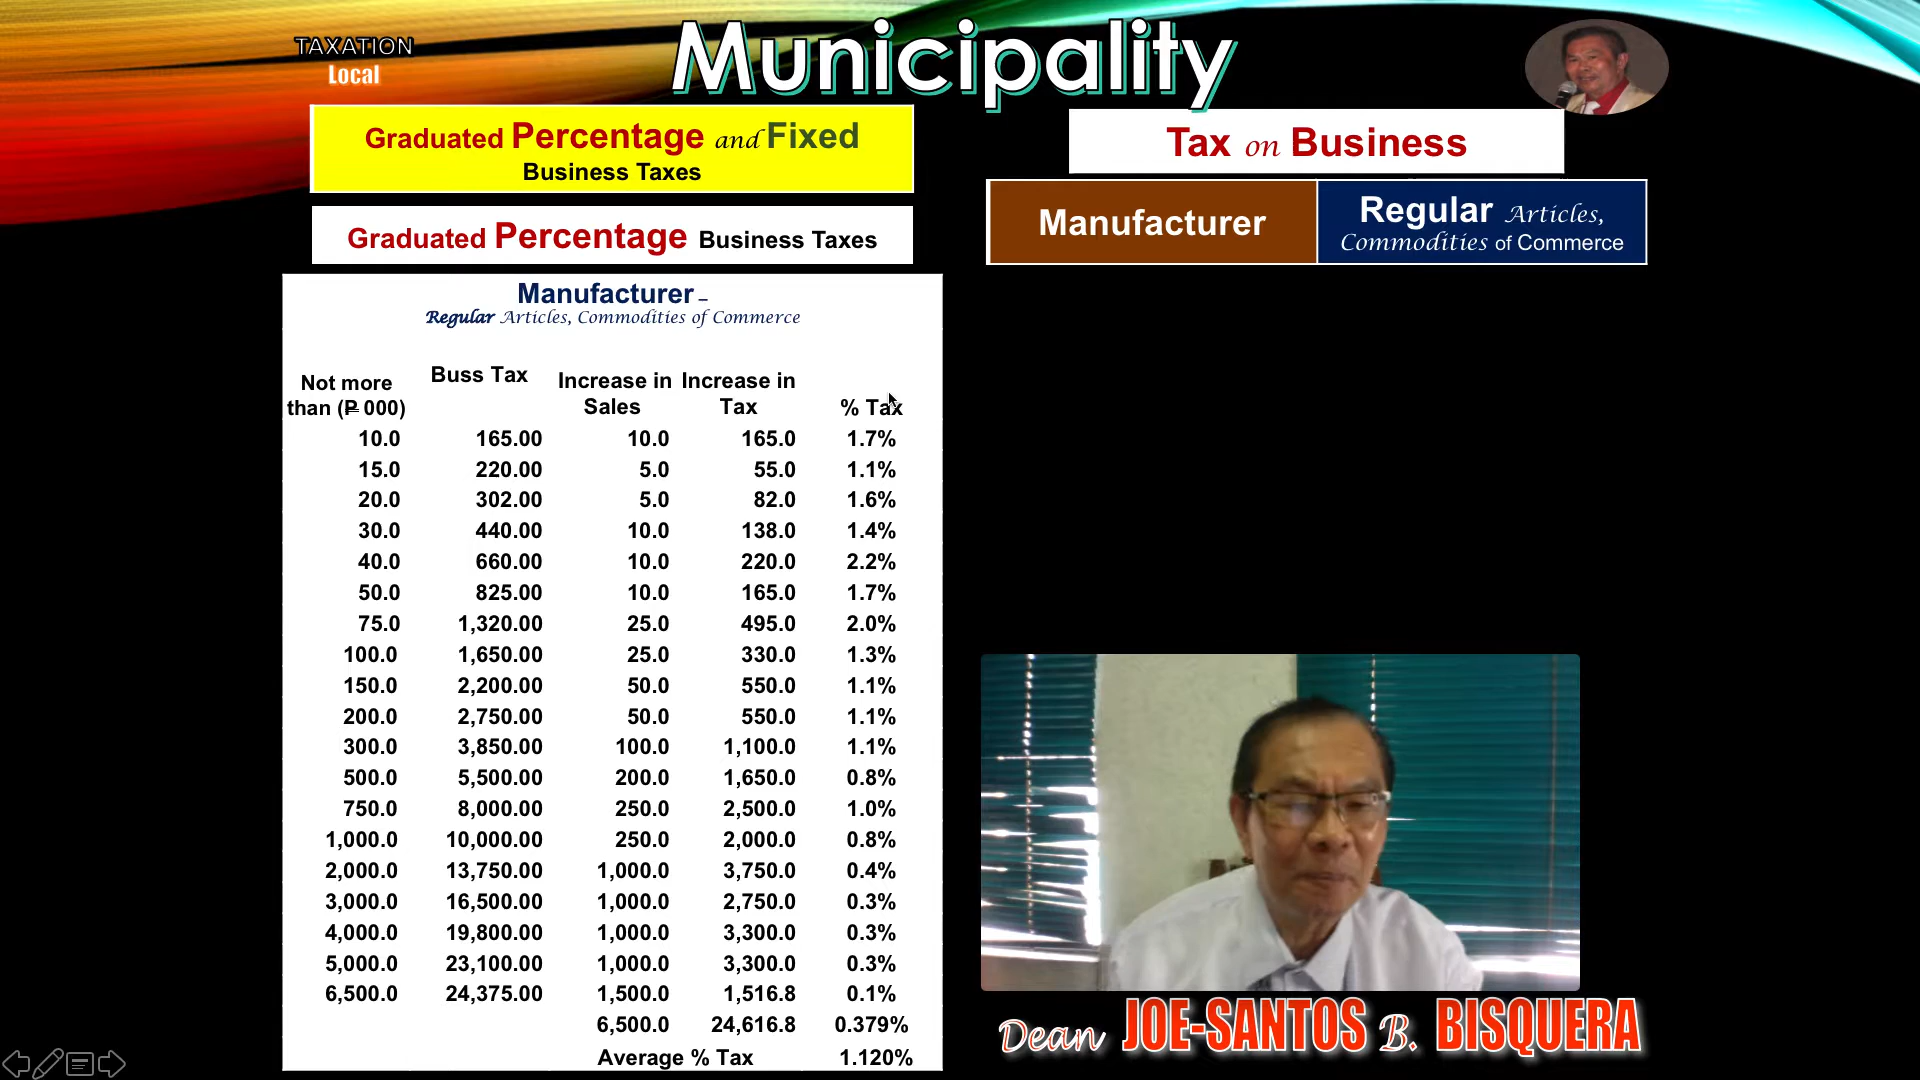 TAXATION
Local
Municipality
Graduated Percentage and Fixed
Business Taxes
Graduated Percentage Business Taxes
Tax on Business
Manufacturer
Regular Articles,
Commodities of Commerce
Manufacturer –
Regular Articles, Commodities of Commerce
Not more than (₱ 000) Buss Tax Increase in Sales Increase in Tax % Tax
10.0 165.00 10.0 165.0 1.7%
15.0 220.00 5.0 55.0 1.1%
20.0 302.00 5.0 82.0 1.6%
30.0 440.00 10.0 138.0 1.4%
40.0 660.00 10.0 220.0 2.2%
50.0 825.00 10.0 165.0 1.7%
75.0 1,320.00 25.0 495.0 2.0%
100.0 1,650.00 25.0 330.0 1.3%
150.0 2,200.00 50.0 550.0 1.1%
200.0 2,750.00 50.0 550.0 1.1%
300.0 3,850.00 100.0 1,100.0 1.1%
500.0 5,500.00 200.0 1,650.0 0.8%
750.0 8,000.00 250.0 2,500.0 1.0%
1,000.0 10,000.00 250.0 2,000.0 0.8%
2,000.0 13,750.00 1,000.0 3,750.0 0.4%
3,000.0 16,500.00 1,000.0 2,750.0 0.3%
4,000.0 19,800.00 1,000.0 3,300.0 0.3%
5,000.0 23,100.00 1,000.0 3,300.0 0.3%
6,500.0 24,375.00 1,500.0 1,516.8 0.1%
6,500.0 24,616.8 0.379%
Average % Tax 1.120%
Dean JOE-SANTOS B. BISQUERA